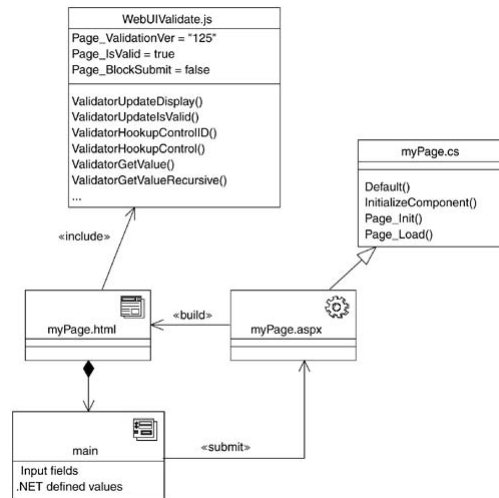 WebUIValidate.js
Page_ValidationVer = "125"
Page_IsValid = true
Page_BlockSubmit = false
ValidatorUpdateDisplay()
ValidatorUpdateIsValid()
ValidatorHookupControlID()
ValidatorHookupControl()
ValidatorGetValue()
ValidatorGetValueRecursive()
...
myPage.cs
Default()
InitializeComponent()
Page_Init()
Page_Load()
«include»
myPage.html
«build»
myPage.aspx
main
Input fields
.NET defined values
«submit»